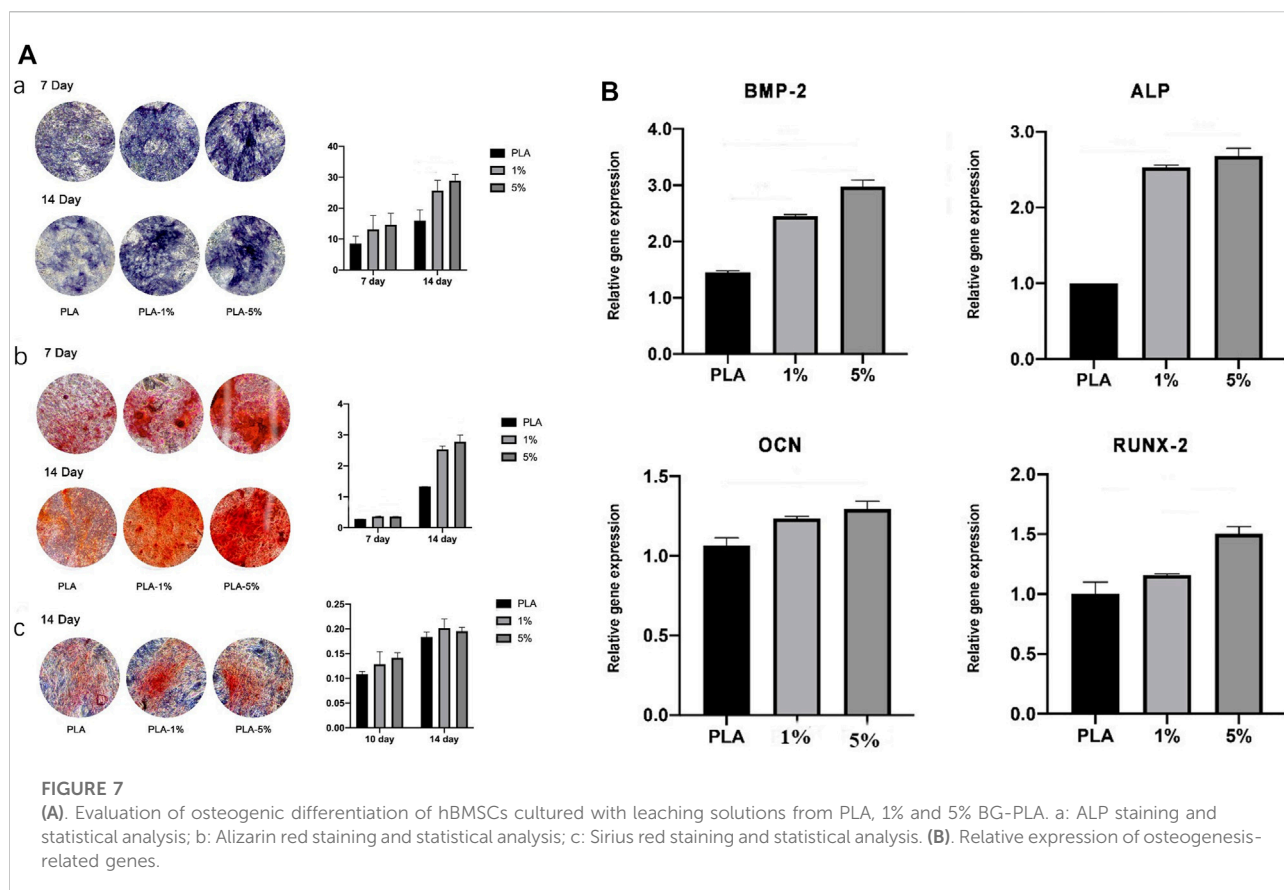 A
a
7 Day
14 Day
PLA
PLA-1%
PLA-5%
40
30
20
10
0
7 day
14 day
PLA
1%
5%
b
7 Day
14 Day
PLA
PLA-1%
PLA-5%
4
3
2
1
0
7 day
14 day
PLA
1%
5%
c
14 Day
PLA
PLA-1%
PLA-5%
0.25
0.20
0.15
0.10
0.05
0.00
10 day
14 day
PLA
1%
5%
B
BMP-2
Relative gene expression
4.0
3.0
2.0
1.0
0.0
PLA
1%
5%
ALP
Relative gene expression
3.0
2.0
1.0
0.0
PLA
1%
5%
OCN
Relative gene expression
1.5
1.0
0.5
0.0
PLA
1%
5%
RUNX-2
Relative gene expression
2.0
1.5
1.0
0.5
0.0
PLA
1%
5%
FIGURE 7
(A). Evaluation of osteogenic differentiation of hBMSCs cultured with leaching solutions from PLA, 1% and 5% BG-PLA. a: ALP staining and
statistical analysis; b: Alizarin red staining and statistical analysis; c: Sirius red staining and statistical analysis. (B). Relative expression of osteogenesis-
related genes.